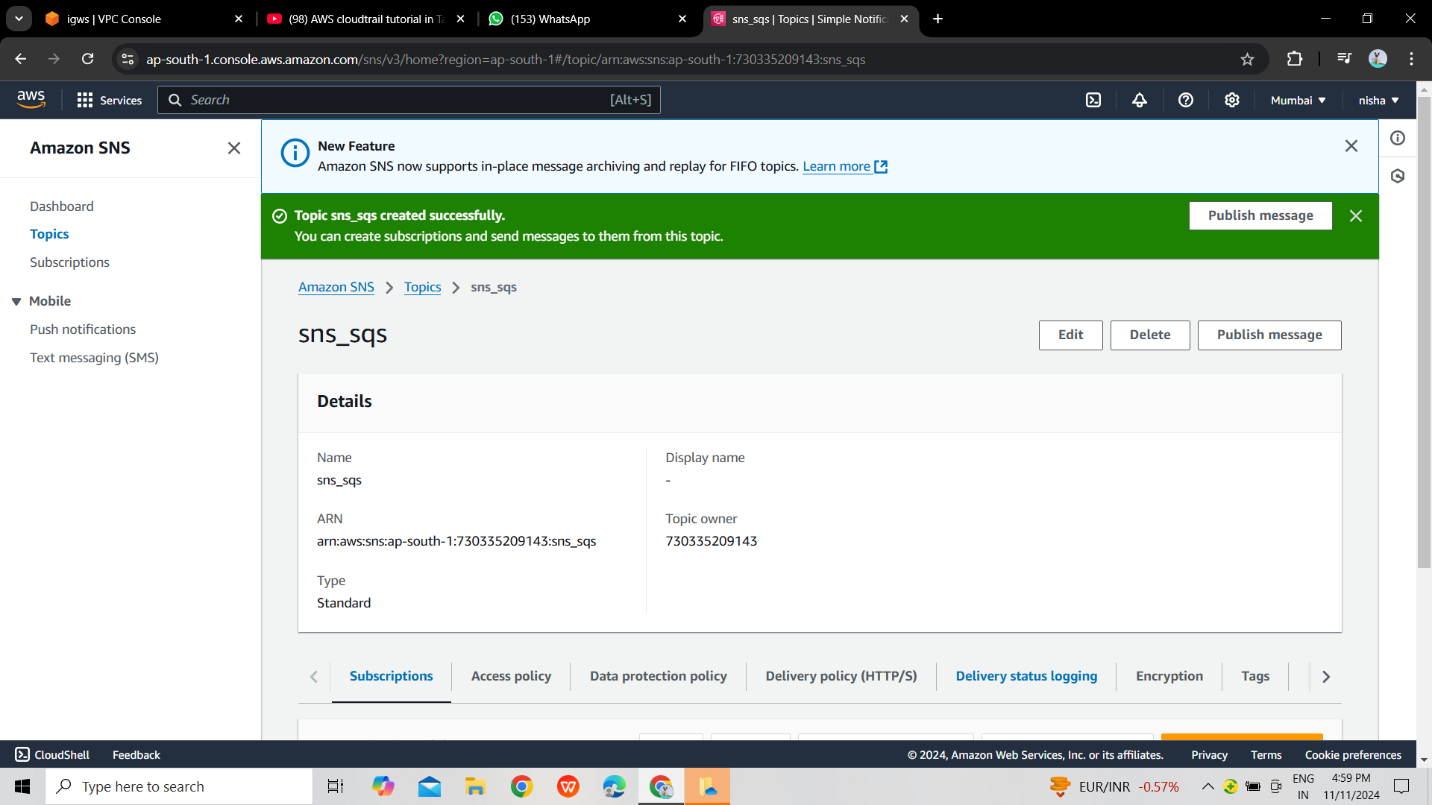 igws | VPC Console
(98) AWS cloudtrail tutorial in Ta
(153) WhatsApp
sns_sqs | Topics | Simple Notific
ap-south-1.console.aws.amazon.com/sns/v3/home?region=ap-south-1#/topic/arn:aws:sns:ap-south-1:730335209143:sns_sqs
aws
Services
Search
[Alt+S]
Mumbai
nisha
Amazon SNS
Dashboard
Topics
Subscriptions
Mobile
Push notifications
Text messaging (SMS)
New Feature
Amazon SNS now supports in-place message archiving and replay for FIFO topics. Learn more
Topic sns_sqs created successfully.
You can create subscriptions and send messages to them from this topic.
Publish message
Amazon SNS
Topics
sns_sqs
sns_sqs
Edit
Delete
Publish message
Details
Name
sns_sqs
ARN
arn:aws:sns:ap-south-1:730335209143:sns_sqs
Type
Standard
Display name
-
Topic owner
730335209143
Subscriptions
Access policy
Data protection policy
Delivery policy (HTTP/S)
Delivery status logging
Encryption
Tags
CloudShell
Feedback
© 2024, Amazon Web Services, Inc. or its affiliates.
Privacy
Terms
Cookie preferences
Type here to search
EUR/INR -0.57%
ENG
IN
4:59 PM
11/11/2024